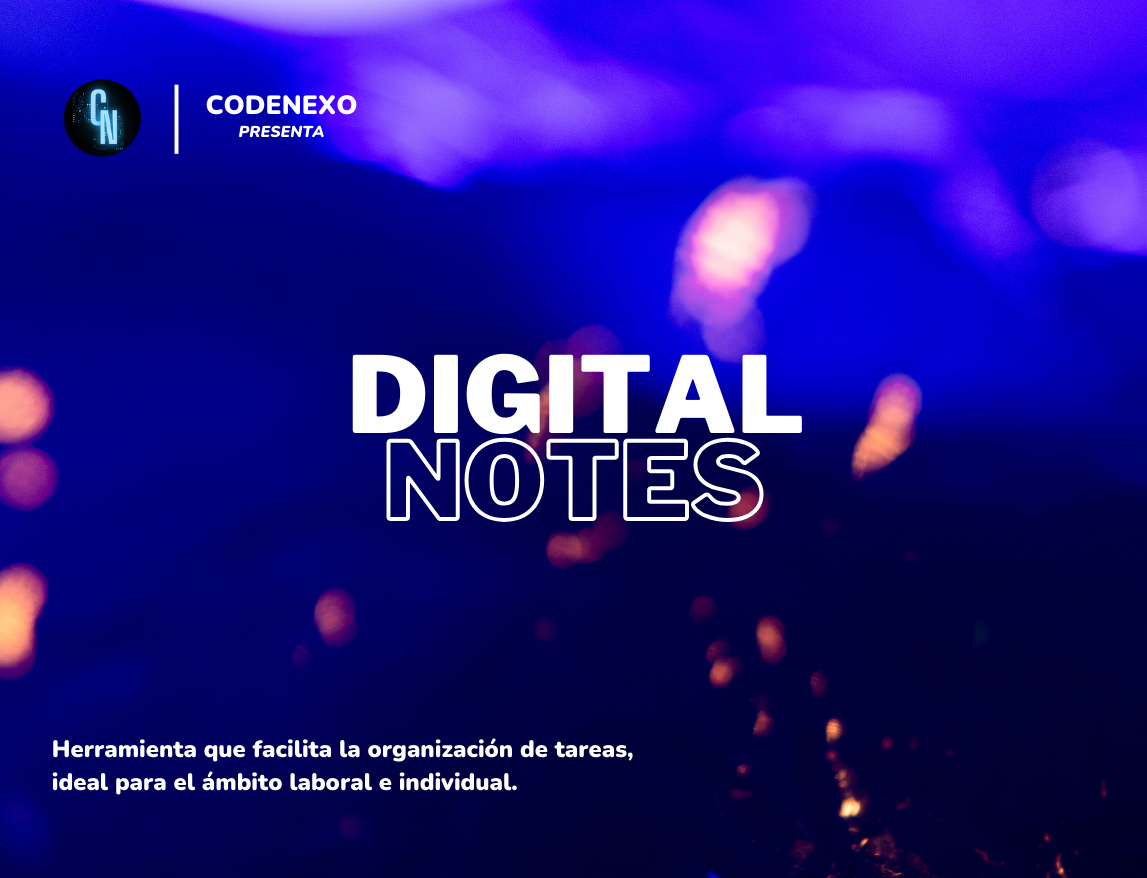 CN
CODENEXO
PRESENTA
DIGITAL
NOTES
Herramienta que facilita la organización de tareas,
ideal para el ámbito laboral e individual.